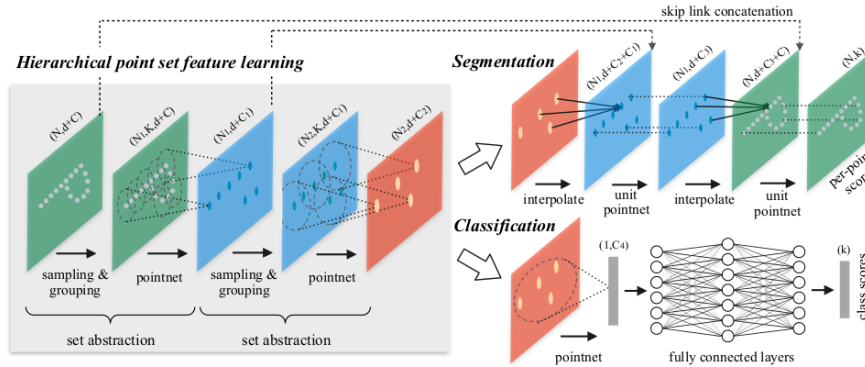 skip link concatenation
Hierarchical point set feature learning
(N,d+C)
(N1,K,d+C)
(N1,d+C1)
(N2,K,d+C1)
(N2,d+C2)
sampling &
grouping
pointnet
sampling &
grouping
pointnet
set abstraction
set abstraction
Segmentation
(N1,d+C2+C1)
(N1,d+C3)
(N,d+C3+C)
(N,k)
interpolate
unit
pointnet
interpolate
unit
pointnet
Classification
(1,C4)
pointnet
fully connected layers
(k)
class scores